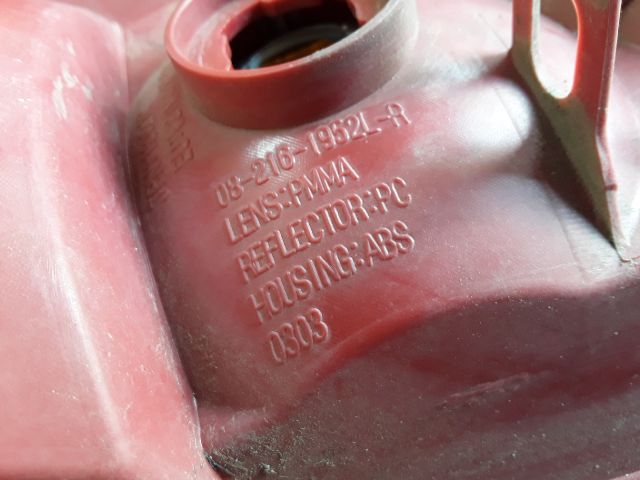 08-216-1952L-R
LENS:PMMA
REFLECTOR:PC
HOUSING:ABS
0303